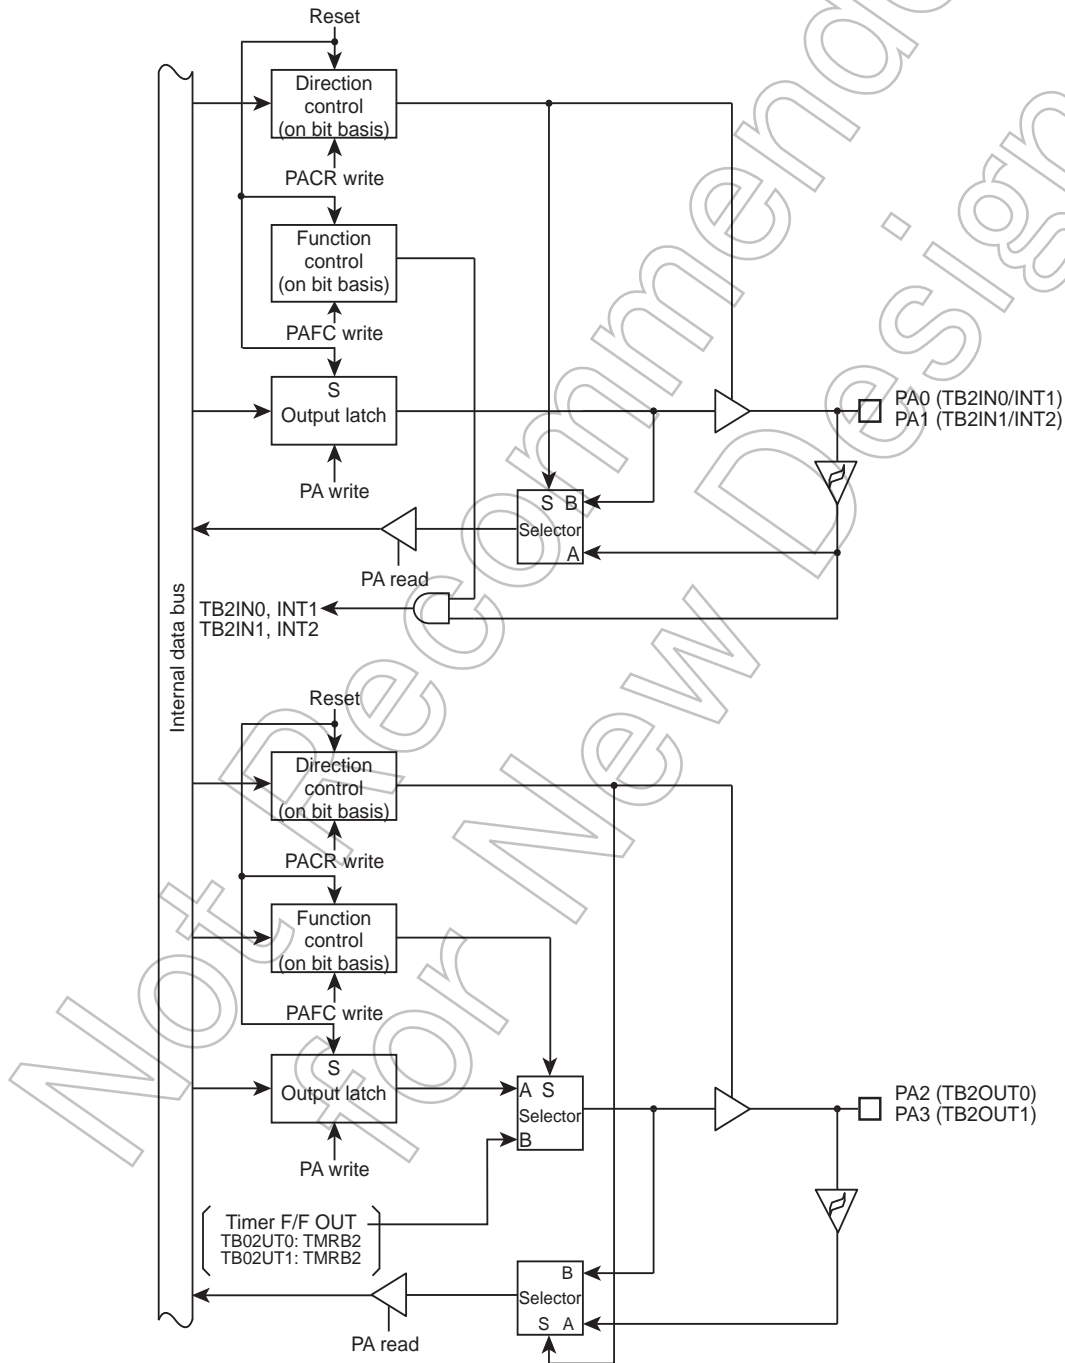 Reset
Direction
control
(on bit basis)
PACR write
Function
control
(on bit basis)
PAFC write
S
Output latch
PA write
PA0 (TB2IN0/INT1)
PA1 (TB2IN1/INT2)
S B
Selector
A
PA read
TB2IN0, INT1
TB2IN1, INT2
Internal data bus
Reset
Direction
control
(on bit basis)
PACR write
Function
control
(on bit basis)
PAFC write
S
Output latch
PA write
A S
Selector
B
PA2 (TB2OUT0)
PA3 (TB2OUT1)
Timer F/F OUT
TB02UT0: TMRB2
TB02UT1: TMRB2
B
Selector
S A
PA read
Not Recommende
for New Design